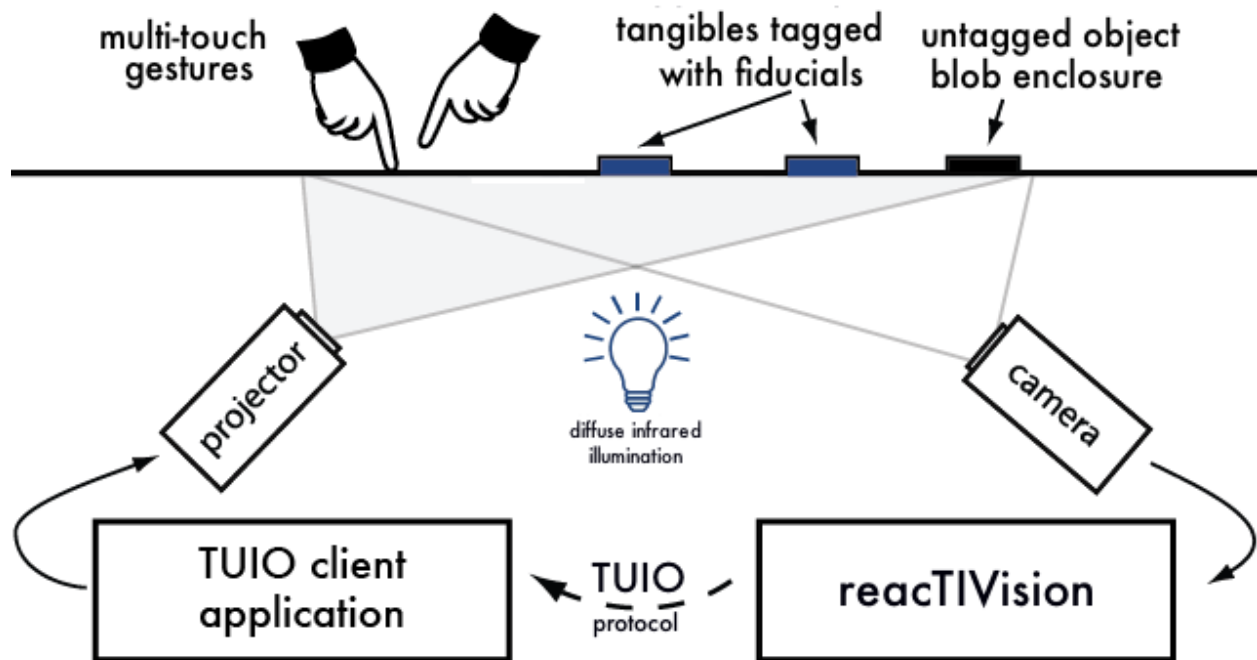 multi-touch
gestures
tangibles tagged
with fiducials
untagged object
blob enclosure
projector
diffuse infrared
illumination
camera
TUIO client
application
TUIO
protocol
reacTIVision